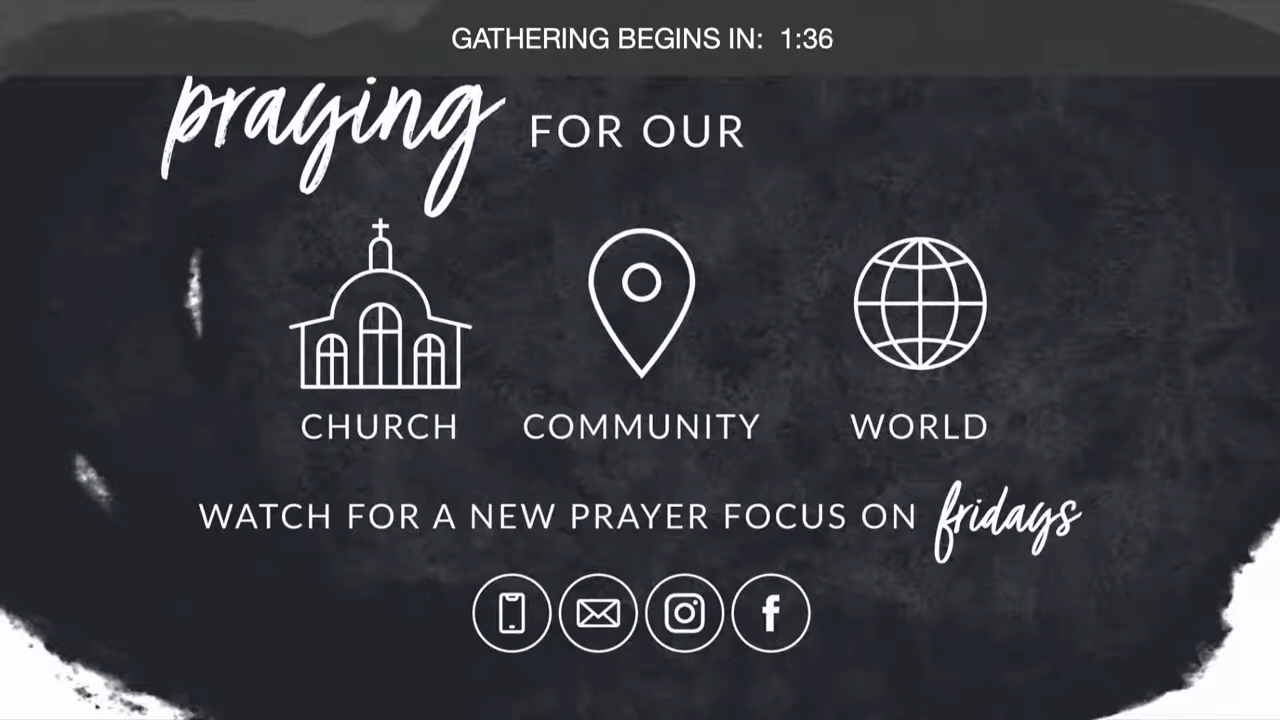 GATHERING BEGINS IN: 1:36
praying FOR OUR
CHURCH COMMUNITY WORLD
WATCH FOR A NEW PRAYER FOCUS ON fridays